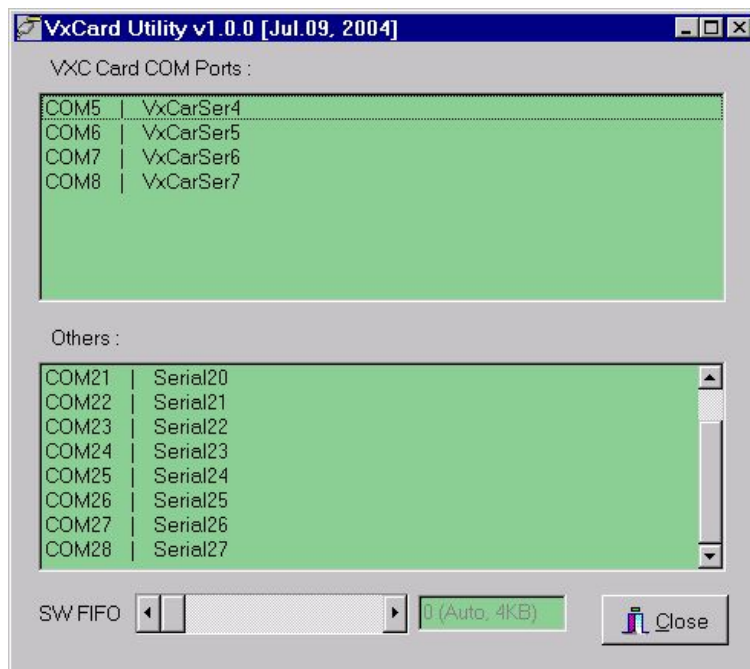 VxCard Utility v1.0.0 [Jul.09, 2004]
VXC Card COM Ports :
COM5 | VxCarSer4
COM6 | VxCarSer5
COM7 | VxCarSer6
COM8 | VxCarSer7
Others :
COM21 | Serial20
COM22 | Serial21
COM23 | Serial22
COM24 | Serial23
COM25 | Serial24
COM26 | Serial25
COM27 | Serial26
COM28 | Serial27
SW FIFO 0 (Auto, 4KB) Close